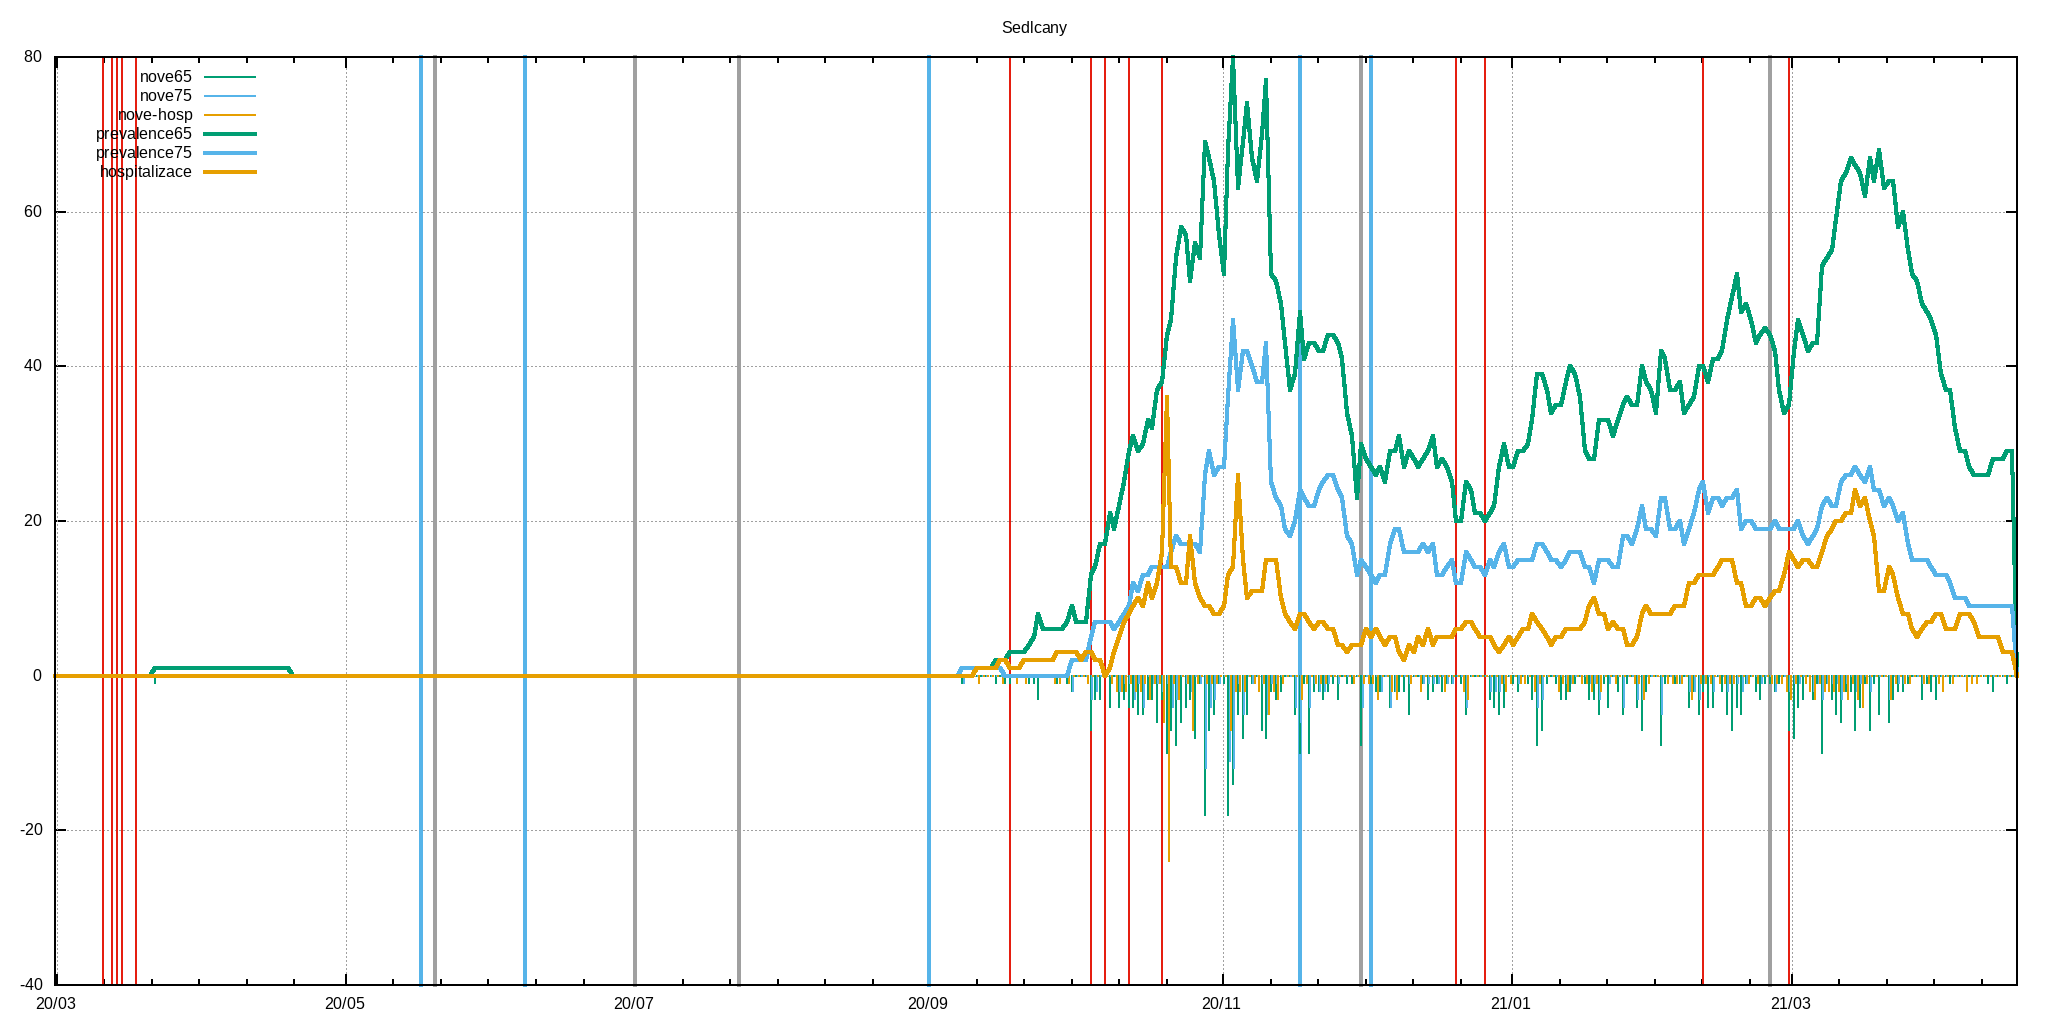 Sedlcany
80
nove65
nove75
nove-hosp
prevalence65
prevalence75
hospitalizace
60
40
20
0
-20
-40
20/03 20/05 20/07 20/09 20/11 21/01 21/03